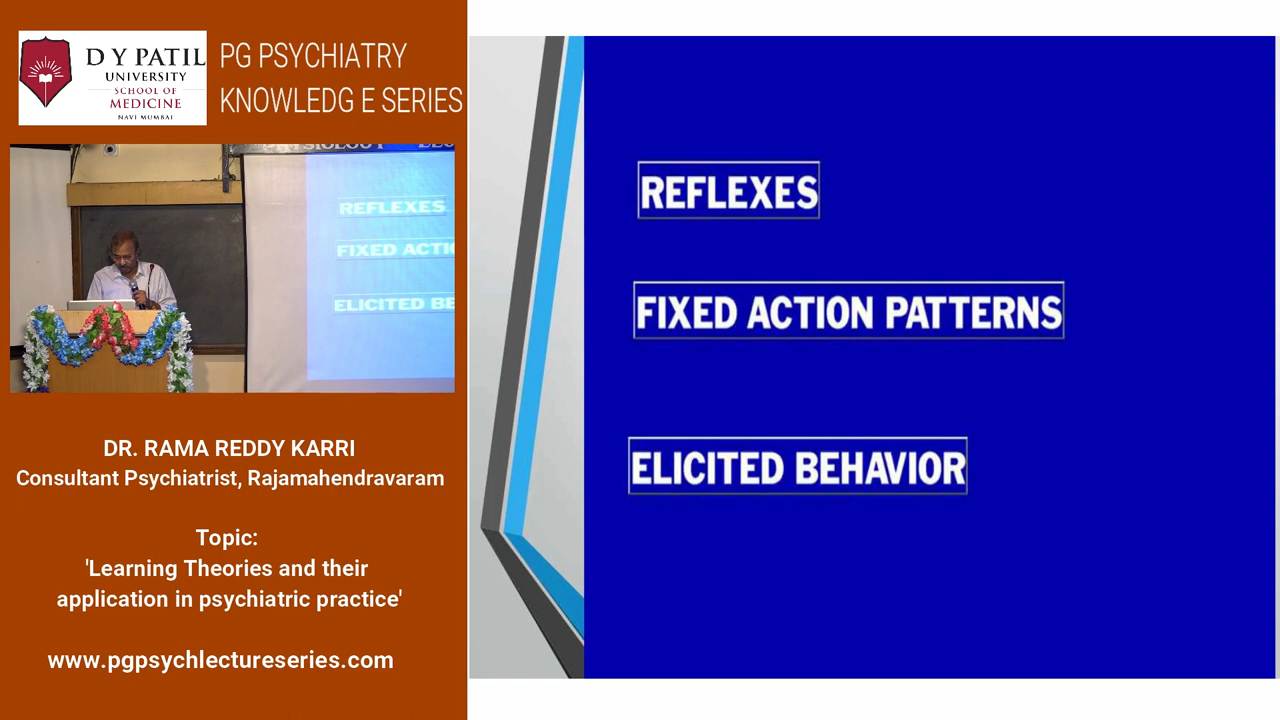 D Y PATIL
UNIVERSITY
SCHOOL OF
MEDICINE
NAVI MUMBAI
PG PSYCHIATRY
KNOWLEDG E SERIES
REFLEXES
FIXED ACTI
ELICITED BE
DR. RAMA REDDY KARRI
Consultant Psychiatrist, Rajamahendravaram
Topic:
'Learning Theories and their
application in psychiatric practice'
www.pgpsychlectureseries.com
REFLEXES
FIXED ACTION PATTERNS
ELICITED BEHAVIOR